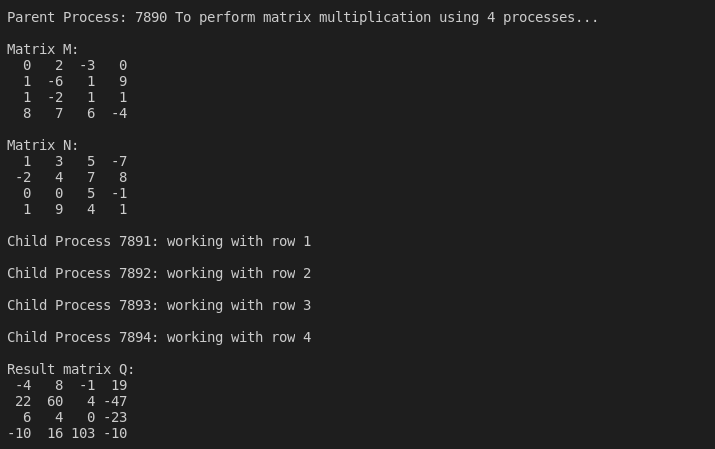 Parent Process: 7890 To perform matrix multiplication using 4 processes...
Matrix M:
0 2 -3 0
1 -6 1 9
1 -2 1 1
8 7 6 -4
Matrix N:
1 3 5 -7
-2 4 7 8
0 0 5 -1
1 9 4 1
Child Process 7891: working with row 1
Child Process 7892: working with row 2
Child Process 7893: working with row 3
Child Process 7894: working with row 4
Result matrix Q:
-4 8 -1 19
22 60 4 -47
6 4 0 -23
-10 16 103 -10